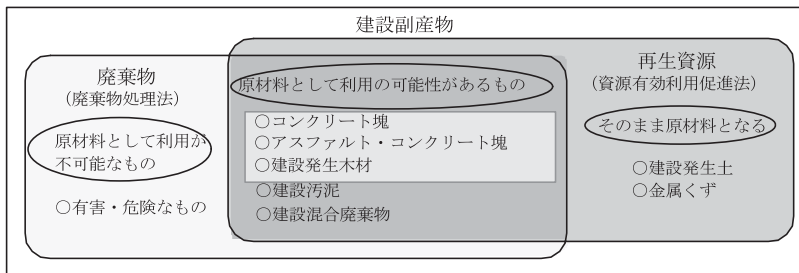 建設副産物
廃棄物
（廃棄物処理法）
原材料として利用が
不可能なもの
○有害・危険なもの
原材料として利用の可能性があるもの
○コンクリート塊
○アスファルト・コンクリート塊
○建設発生木材
○建設汚泥
○建設混合廃棄物
再生資源
（資源有効利用促進法）
そのまま原材料となる
○建設発生土
○金属くず